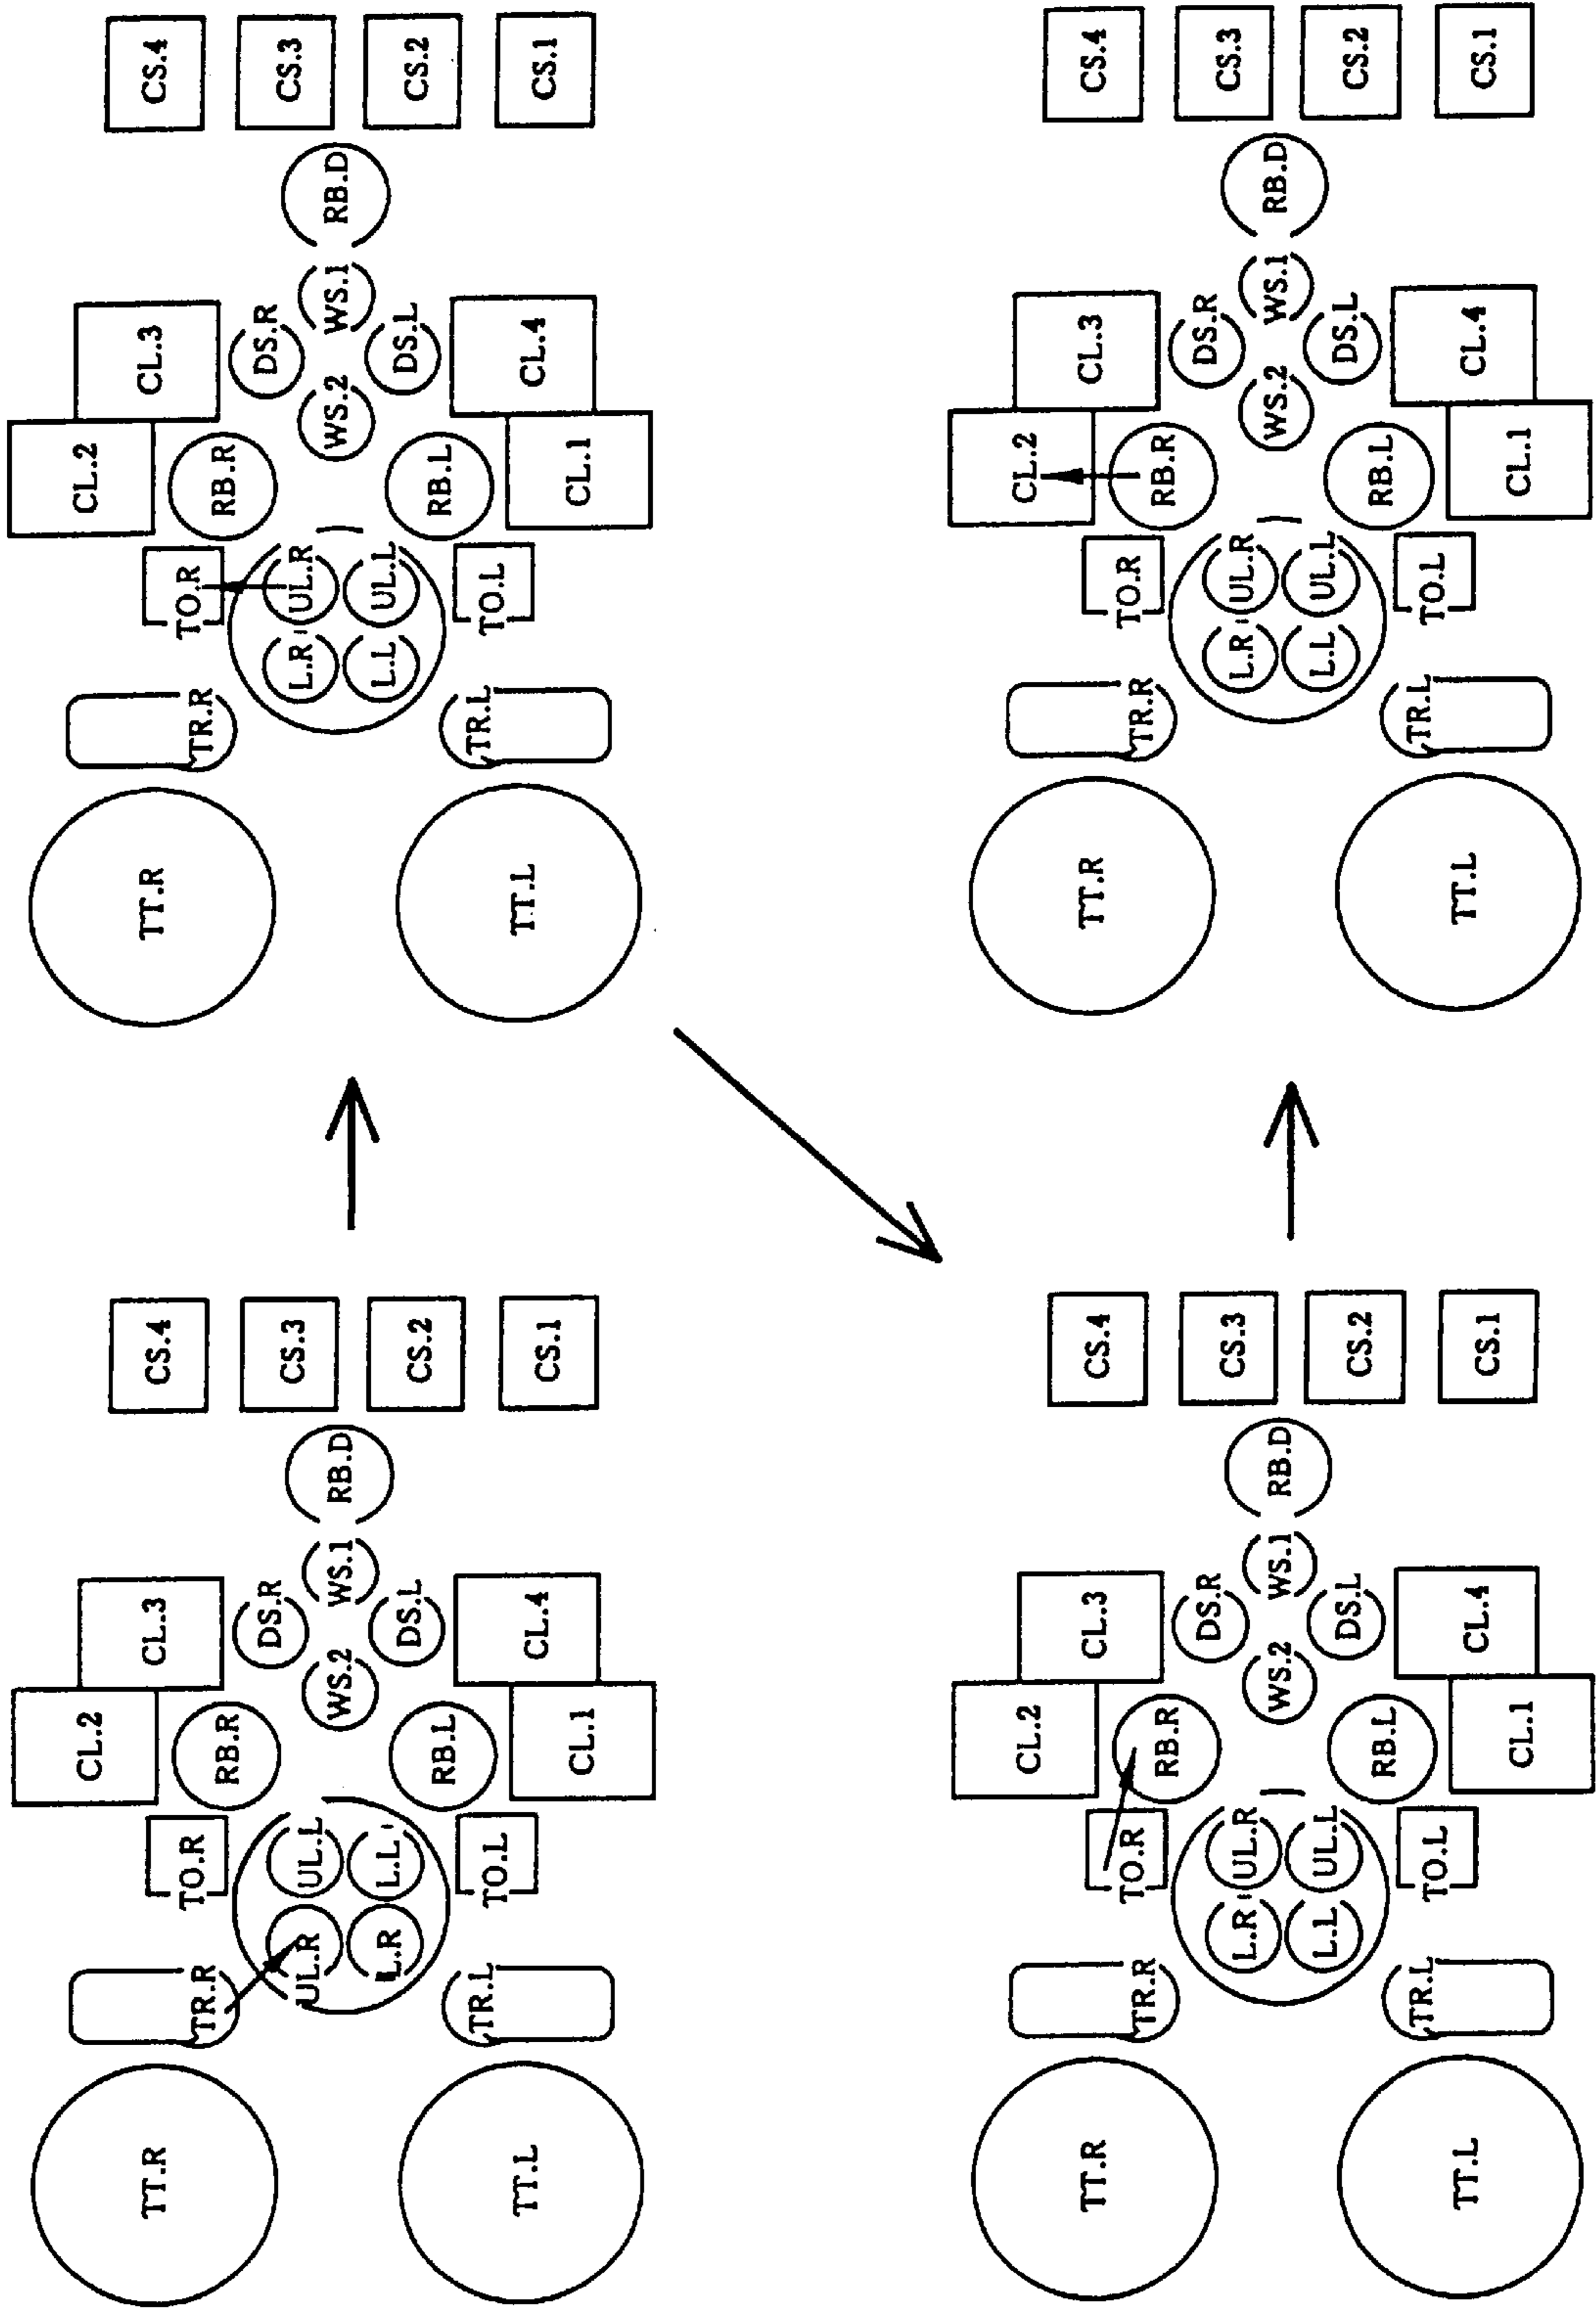 TT.R
TT.L
TR.R
TR.L
UL.R
UL.L
L.R
L.L
TO.R
TO.L
CL.2
CL.3
RB.R
RB.L
CL.1
CL.4
DS.R
DS.L
WS.2
WS.1
RB.D
CS.4
CS.3
CS.2
CS.1
TT.R
TT.L
TR.R
TR.L
L.R
UL.R
L.L
UL.L
TO.R
TO.L
CL.2
CL.3
RB.R
RB.L
CL.1
CL.4
DS.R
DS.L
WS.2
WS.1
RB.D
CS.4
CS.3
CS.2
CS.1
TT.R
TT.L
TR.R
TR.L
L.R
UL.R
L.L
UL.L
TO.R
TO.L
CL.2
CL.3
RB.R
RB.L
CL.1
CL.4
DS.R
DS.L
WS.2
WS.1
RB.D
CS.4
CS.3
CS.2
CS.1
TT.R
TT.L
TR.R
TR.L
L.R
UL.R
L.L
UL.L
TO.R
TO.L
CL.2
CL.3
RB.R
RB.L
CL.1
CL.4
DS.R
DS.L
WS.2
WS.1
RB.D
CS.4
CS.3
CS.2
CS.1